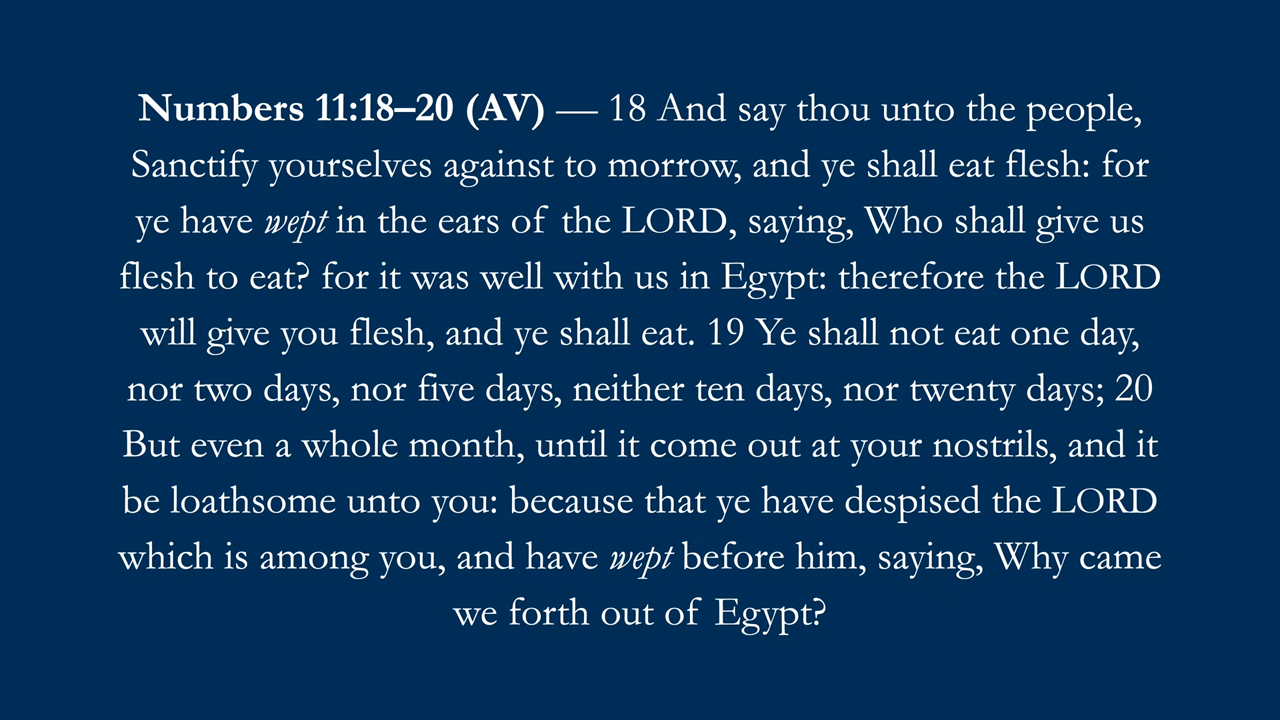 Numbers 11:18–20 (AV) — 18 And say thou unto the people,
Sanctify yourselves against to morrow, and ye shall eat flesh: for
ye have wept in the ears of the LORD, saying, Who shall give us
flesh to eat? for it was well with us in Egypt: therefore the LORD
will give you flesh, and ye shall eat. 19 Ye shall not eat one day,
nor two days, nor five days, neither ten days, nor twenty days; 20
But even a whole month, until it come out at your nostrils, and it
be loathsome unto you: because that ye have despised the LORD
which is among you, and have wept before him, saying, Why came
we forth out of Egypt?